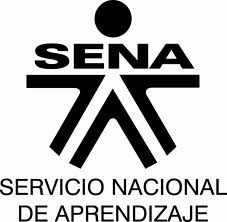 SENA
SERVICIO NACIONAL
DE APRENDIZAJE